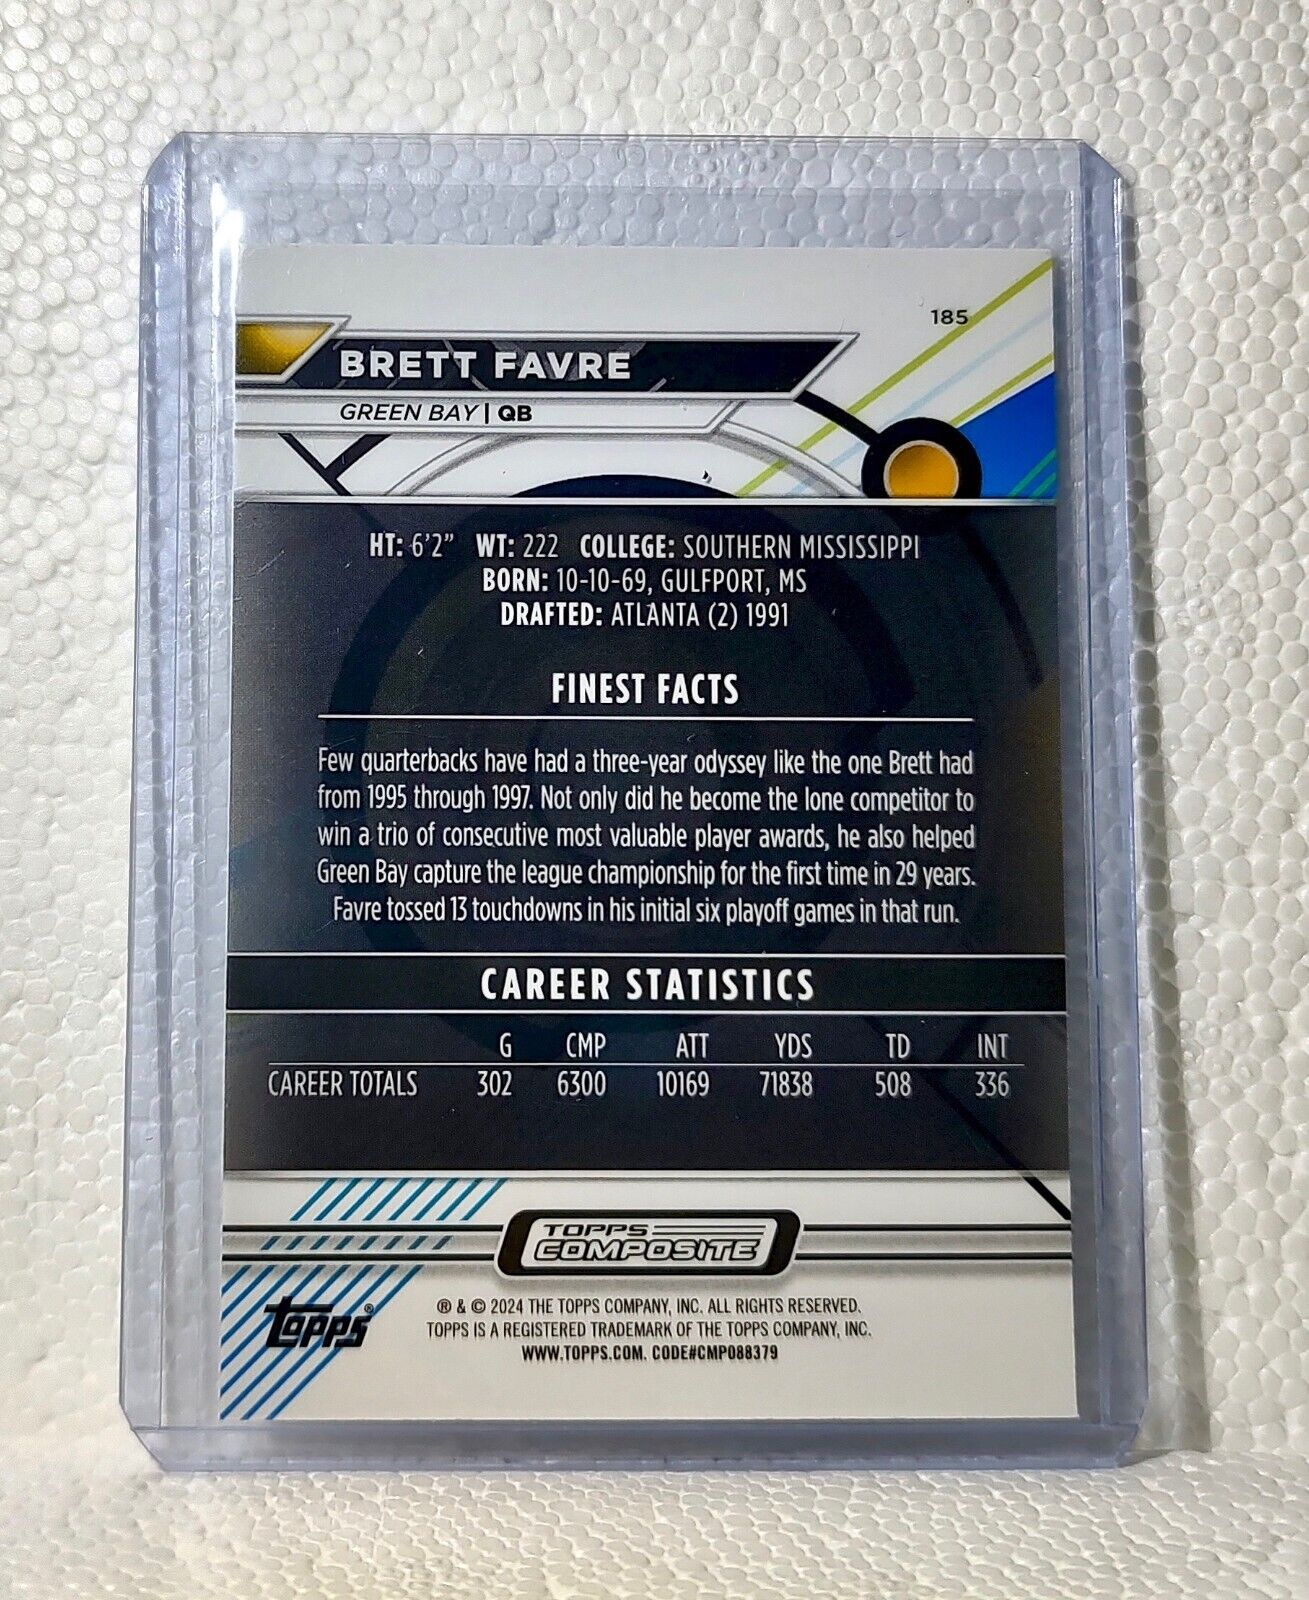 185
BRETT FAVRE
GREEN BAY | QB
HT: 6'2" WT: 222 COLLEGE: SOUTHERN MISSISSIPPI
BORN: 10-10-69, GULFPORT, MS
DRAFTED: ATLANTA (2) 1991
FINEST FACTS
Few quarterbacks have had a three-year odyssey like the one Brett had
from 1995 through 1997. Not only did he become the lone competitor to
win a trio of consecutive most valuable player awards, he also helped
Green Bay capture the league championship for the first time in 29 years.
Favre tossed 13 touchdowns in his initial six playoff games in that run.
CAREER STATISTICS
G CMP ATT YDS TD INT
CAREER TOTALS 302 6300 10169 71838 508 336
TOPPS
COMPOSITE
Topps®
® & © 2024 THE TOPPS COMPANY, INC. ALL RIGHTS RESERVED.
TOPPS IS A REGISTERED TRADEMARK OF THE TOPPS COMPANY, INC.
WWW.TOPPS.COM. CODE#CMP088379